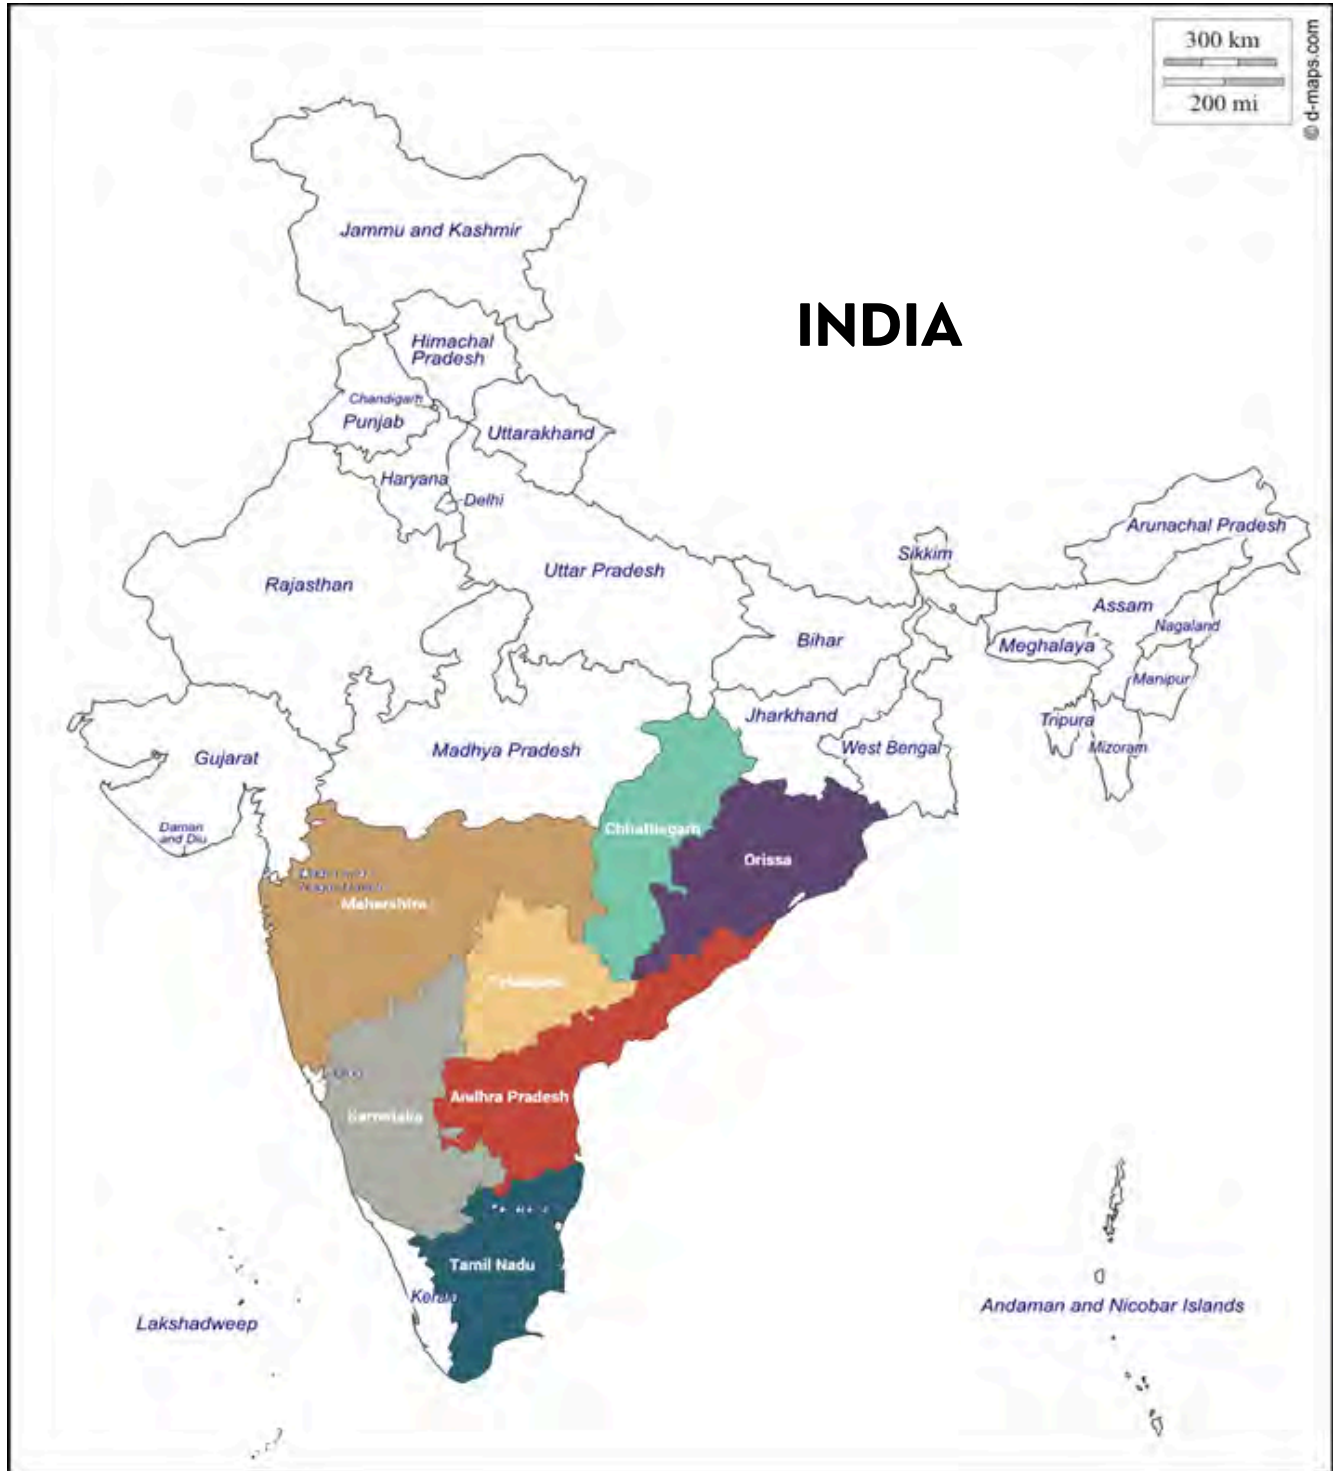 300 km
200 mi
© d-maps.com
Jammu and Kashmir
INDIA
Himachal
Pradesh
Chandigarh
Punjab
Uttarakhand
Haryana
Delhi
Arunachal Pradesh
Sikkim
Rajasthan
Uttar Pradesh
Assam
Nagaland
Bihar
Meghalaya
Manipur
Jharkhand
Tripura
Madhya Pradesh
West Bengal
Mizoram
Gujarat
Daman
and Diu
Chhattisgarh
Orissa
Andhra Pradesh
Karnataka
Tamil Nadu
Lakshadweep
Andaman and Nicobar Islands